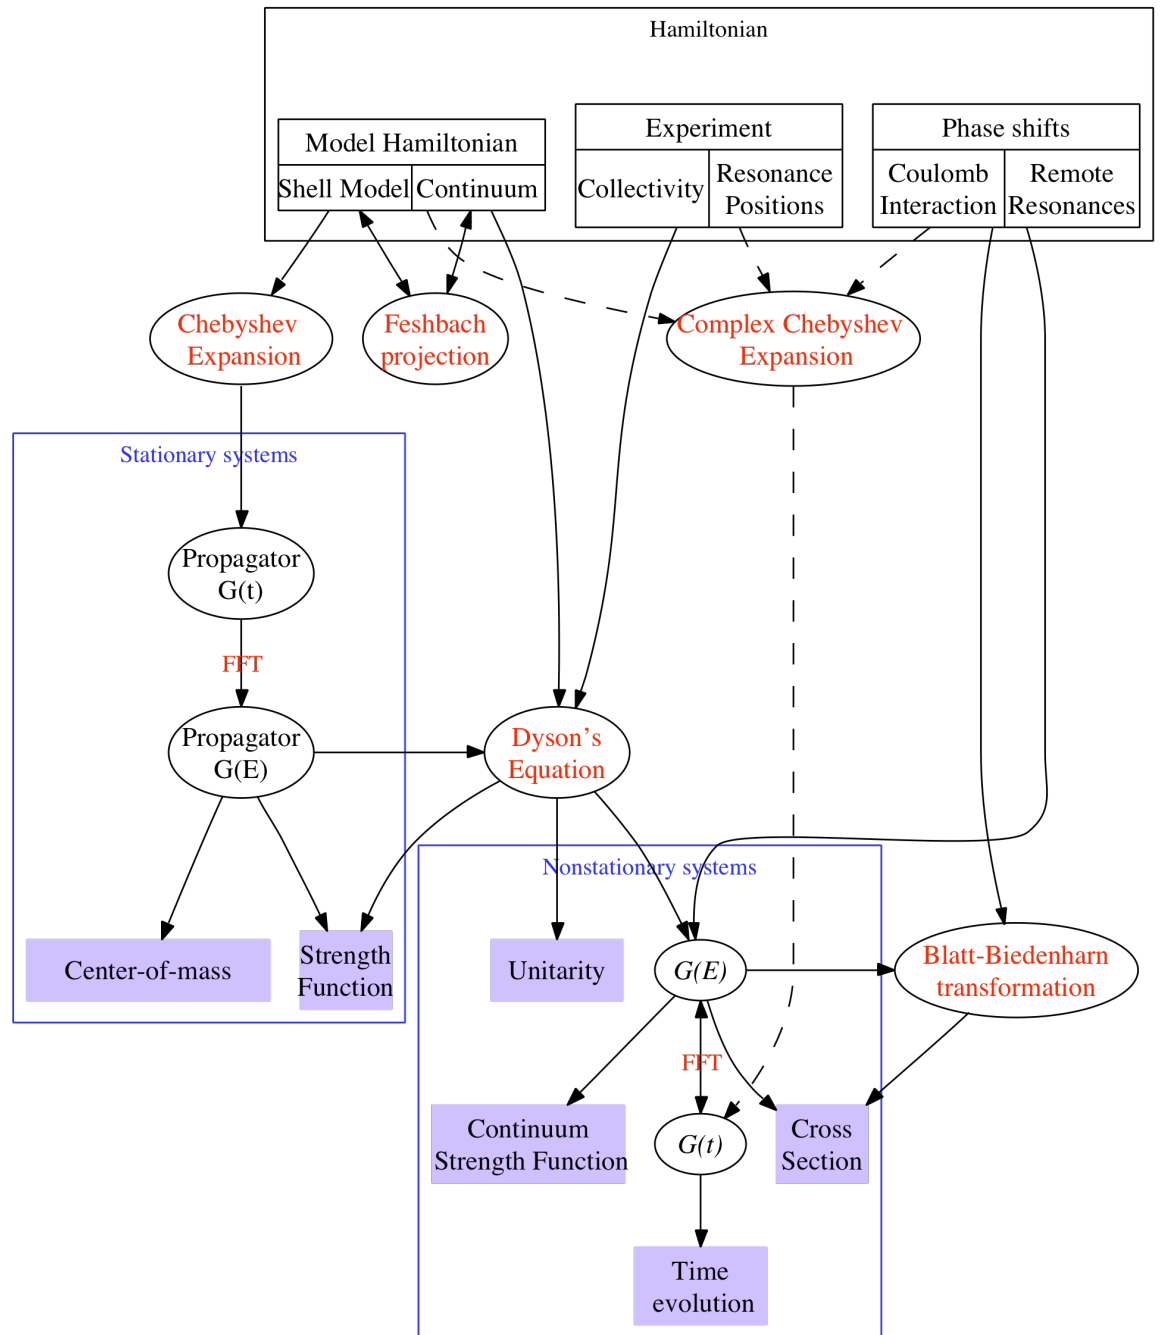 Hamiltonian
Model Hamiltonian
Shell Model
Continuum
Experiment
Collectivity
Resonance
Positions
Phase shifts
Coulomb
Interaction
Remote
Resonances
Chebyshev
Expansion
Feshbach
projection
Complex Chebyshev
Expansion
Stationary systems
Propagator
G(t)
FFT
Propagator
G(E)
Dyson's
Equation
Center-of-mass
Strength
Function
Nonstationary systems
Unitarity
G(E)
Blatt-Biedenharn
transformation
FFT
Continuum
Strength Function
G(t)
Cross
Section
Time
evolution